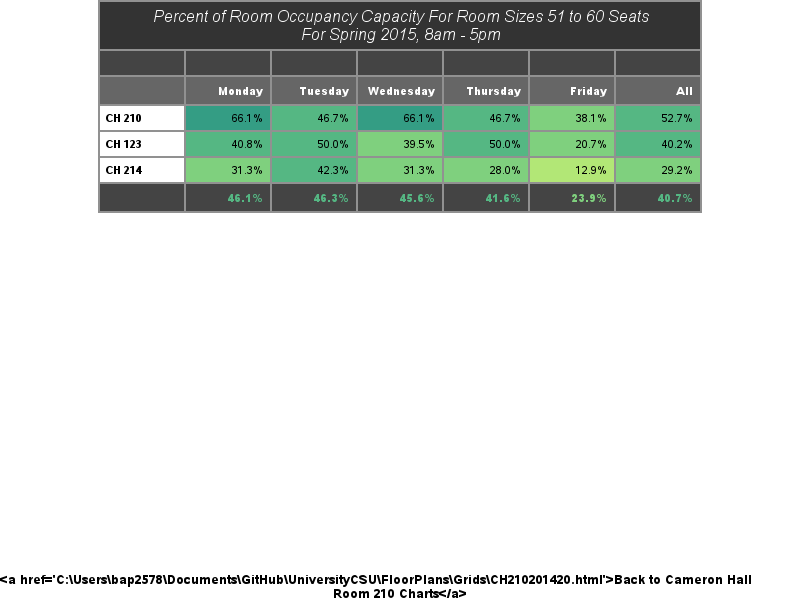 Percent of Room Occupancy Capacity For Room Sizes 51 to 60 Seats
For Spring 2015, 8am - 5pm
Monday Tuesday Wednesday Thursday Friday All
CH 210 66.1% 46.7% 66.1% 46.7% 38.1% 52.7%
CH 123 40.8% 50.0% 39.5% 50.0% 20.7% 40.2%
CH 214 31.3% 42.3% 31.3% 28.0% 12.9% 29.2%
46.1% 46.3% 45.6% 41.6% 23.9% 40.7%
<a href='C:\Users\bap2578\Documents\GitHub\UniversityCSU\FloorPlans\Grids\CH210201420.html'>Back to Cameron Hall
Room 210 Charts</a>